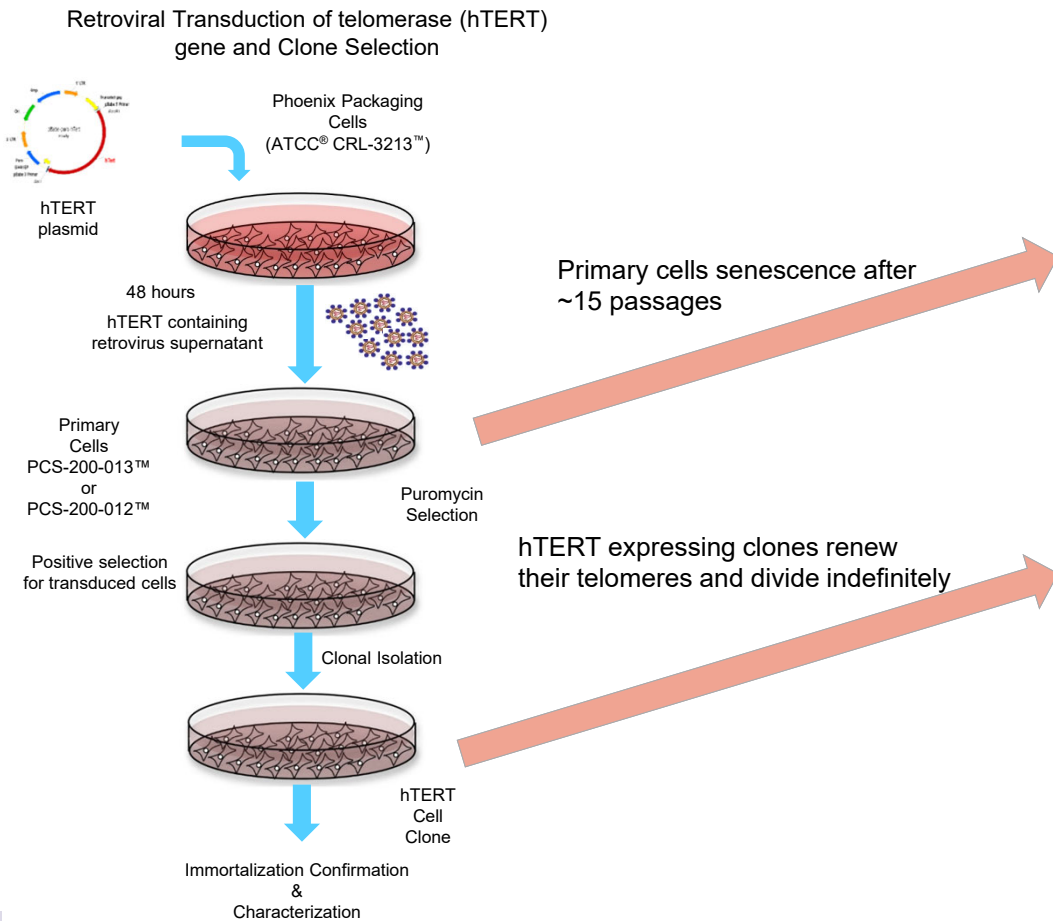 Retroviral Transduction of telomerase (hTERT)
gene and Clone Selection
Phoenix Packaging
Cells
(ATCC® CRL-3213™)
hTERT
plasmid
48 hours
hTERT containing
retrovirus supernatant
Primary cells senescence after
~15 passages
Primary
Cells
PCS-200-013™
or
PCS-200-012™
Puromycin
Selection
Positive selection
for transduced cells
hTERT expressing clones renew
their telomeres and divide indefinitely
Clonal Isolation
hTERT
Cell
Clone
Immortalization Confirmation
&
Characterization